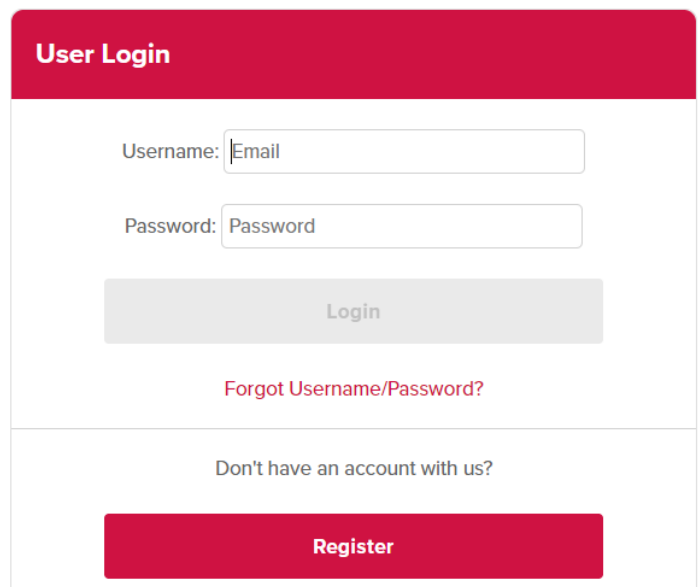 User Login
Username: Email
Password: Password
Login
Forgot Username/Password?
Don't have an account with us?
Register